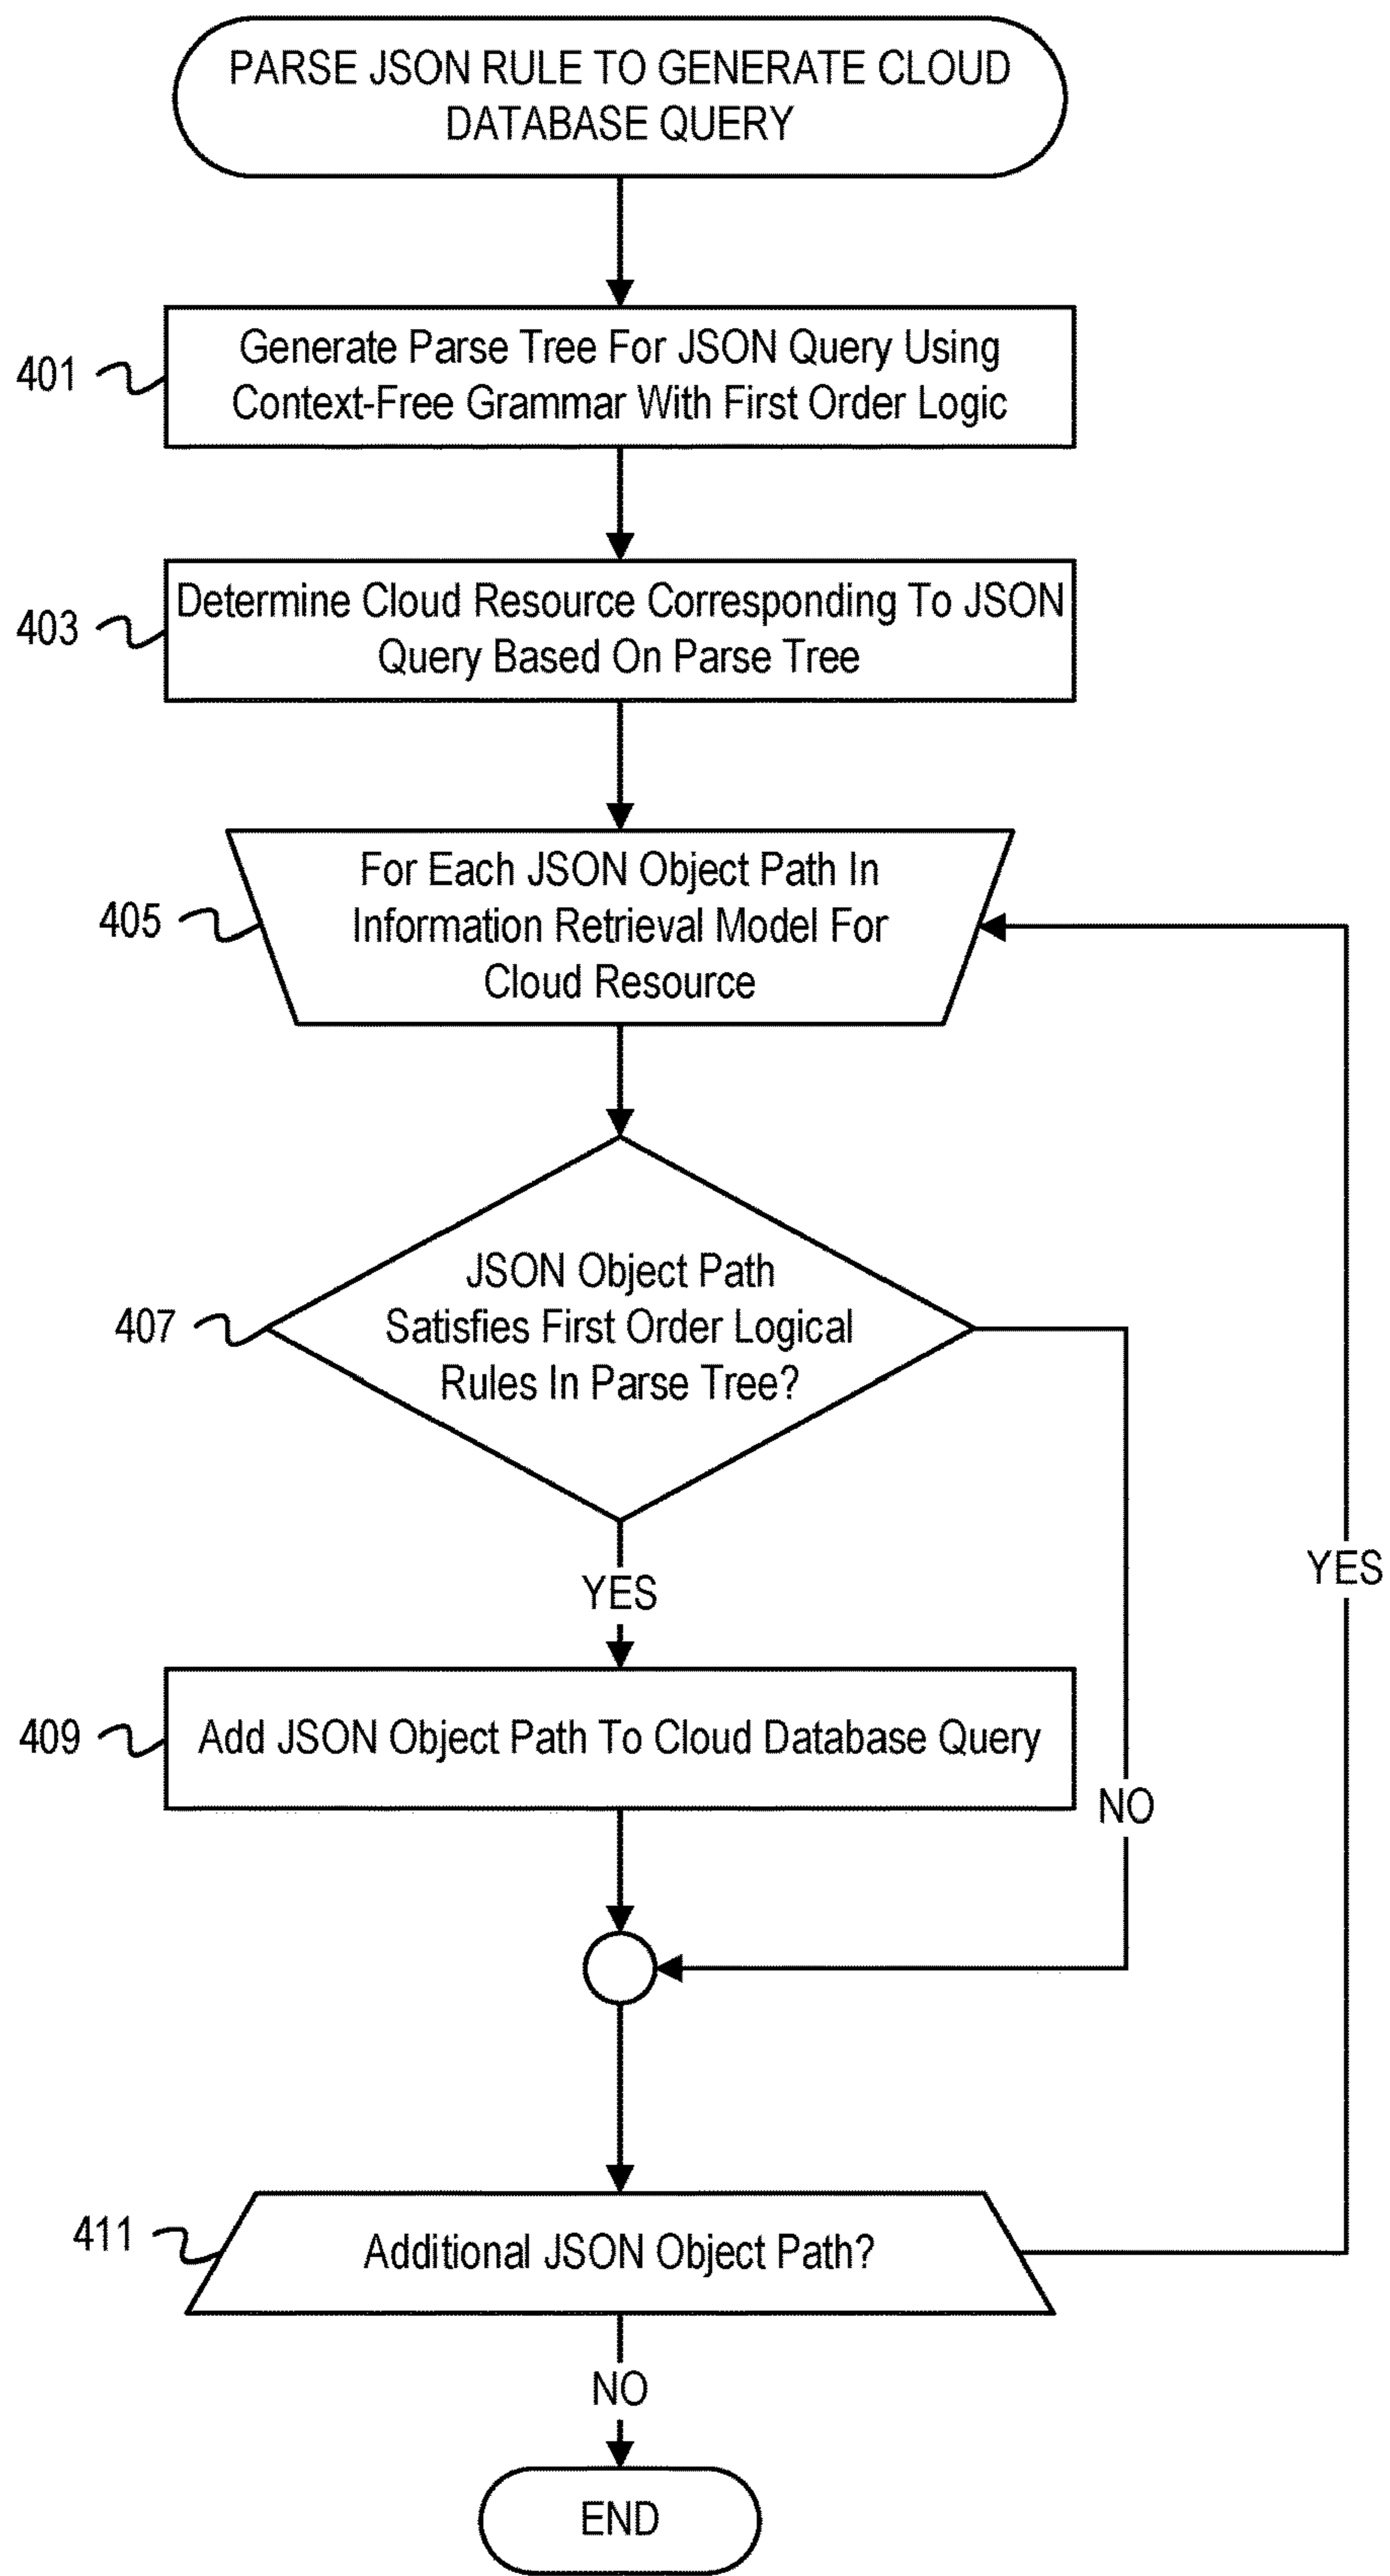 PARSE JSON RULE TO GENERATE CLOUD
DATABASE QUERY
401
Generate Parse Tree For JSON Query Using
Context-Free Grammar With First Order Logic
403
Determine Cloud Resource Corresponding To JSON
Query Based On Parse Tree
405
For Each JSON Object Path In
Information Retrieval Model For
Cloud Resource
407
JSON Object Path
Satisfies First Order Logical
Rules In Parse Tree?
YES
YES
409
Add JSON Object Path To Cloud Database Query
NO
411
Additional JSON Object Path?
NO
END